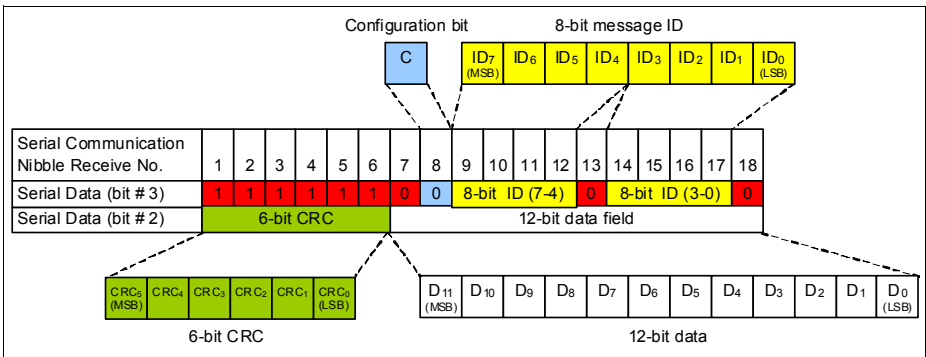 Configuration bit 8-bit message ID
C ID7 ID6 ID5 ID4 ID3 ID2 ID1 ID0
(MSB) (LSB)
Serial Communication
Nibble Receive No. 1 2 3 4 5 6 7 8 9 10 11 12 13 14 15 16 17 18
Serial Data (bit # 3) 1 1 1 1 1 1 0 0 8-bit ID (7-4) 0 8-bit ID (3-0) 0
Serial Data (bit # 2) 6-bit CRC 12-bit data field
CRC5 CRC4 CRC3 CRC2 CRC1 CRC0 D11 D10 D9 D8 D7 D6 D5 D4 D3 D2 D1 D0
(MSB) (LSB) (MSB) (LSB)
6-bit CRC 12-bit data